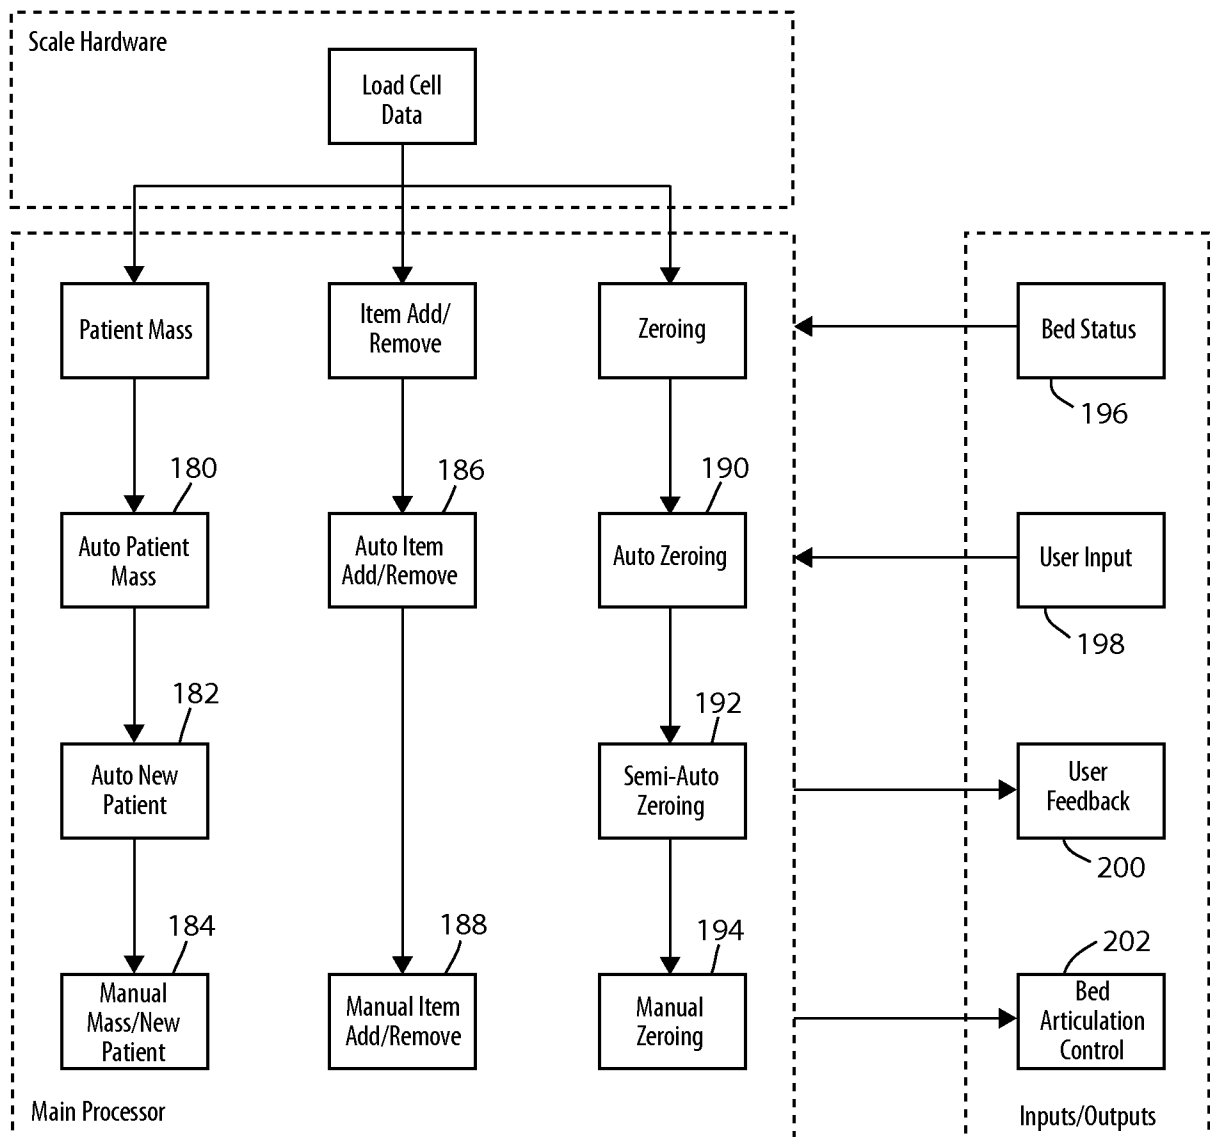 Scale Hardware
Load Cell
Data
Patient Mass
Item Add/
Remove
Zeroing
Bed Status
196
180
186
190
Auto Patient
Mass
Auto Item
Add/Remove
Auto Zeroing
User Input
198
182
192
Auto New
Patient
Semi-Auto
Zeroing
User
Feedback
200
184
188
194
202
Manual
Mass/New
Patient
Manual Item
Add/Remove
Manual
Zeroing
Bed
Articulation
Control
Main Processor
Inputs/Outputs